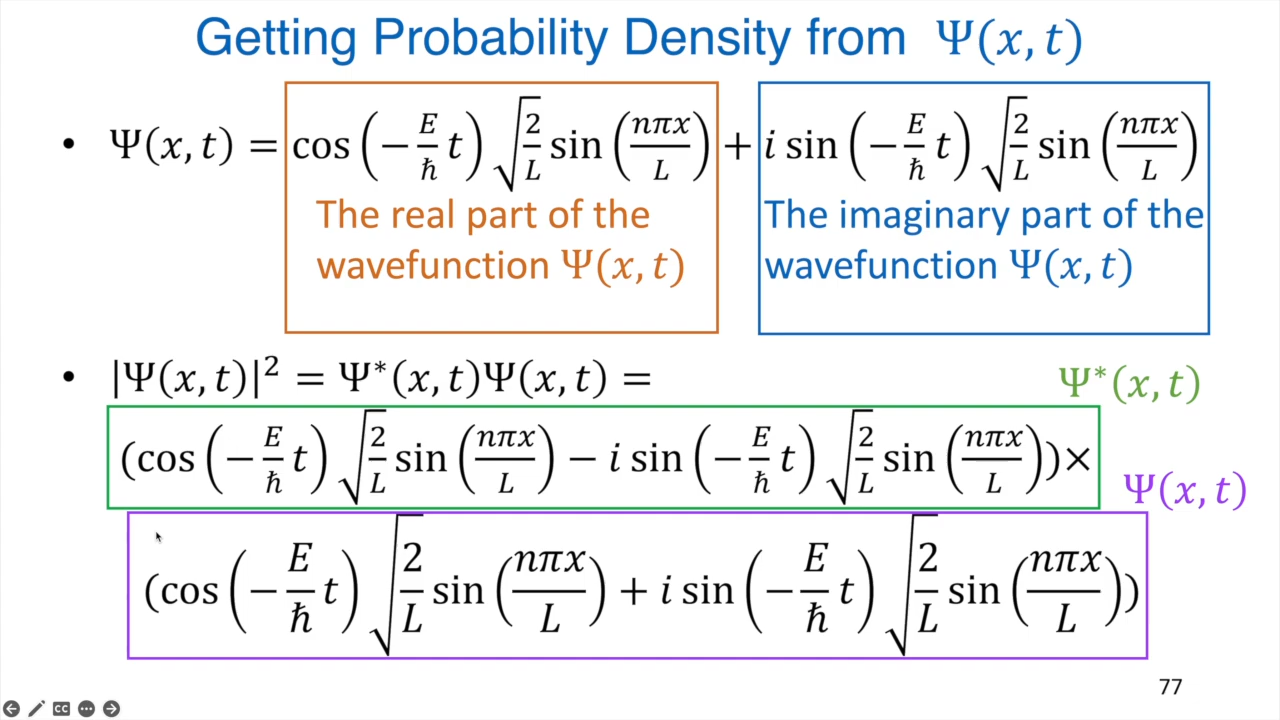 Getting Probability Density from Ψ(x, t)
• Ψ(x, t) = cos(−E/ħ t) √(2/L) sin(nπx/L) + i sin(−E/ħ t) √(2/L) sin(nπx/L)
The real part of the wavefunction Ψ(x, t)
The imaginary part of the wavefunction Ψ(x, t)
• |Ψ(x, t)|² = Ψ*(x, t)Ψ(x, t) =
Ψ*(x, t)
(cos(−E/ħ t) √(2/L) sin(nπx/L) − i sin(−E/ħ t) √(2/L) sin(nπx/L))×
Ψ(x, t)
(cos(−E/ħ t) √(2/L) sin(nπx/L) + i sin(−E/ħ t) √(2/L) sin(nπx/L))
77
CC